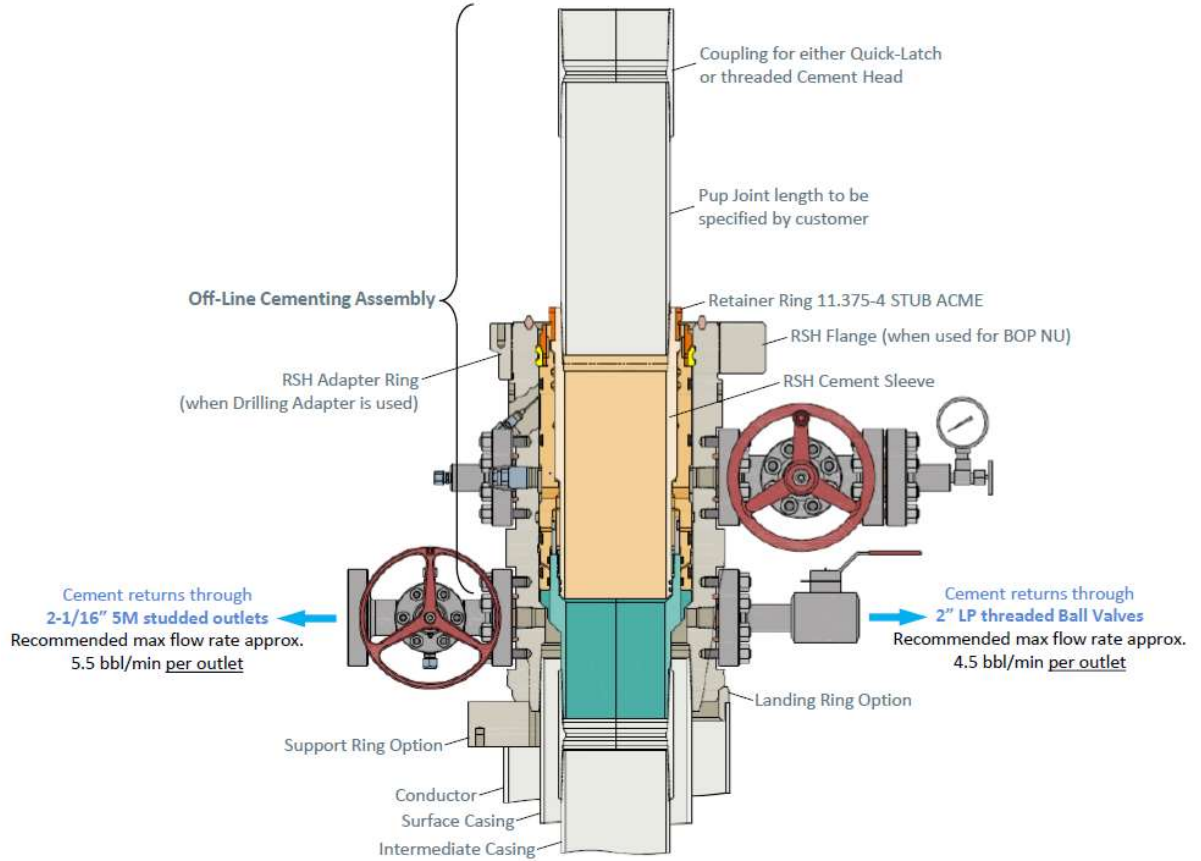 Coupling for either Quick-Latch
or threaded Cement Head
Pup Joint length to be
specified by customer
Off-Line Cementing Assembly
Retainer Ring 11.375-4 STUB ACME
RSH Flange (when used for BOP NU)
RSH Adapter Ring
(when Drilling Adapter is used)
RSH Cement Sleeve
Cement returns through
2-1/16” 5M studded outlets
Recommended max flow rate approx.
5.5 bbl/min per outlet
Cement returns through
2” LP threaded Ball Valves
Recommended max flow rate approx.
4.5 bbl/min per outlet
Landing Ring Option
Support Ring Option
Conductor
Surface Casing
Intermediate Casing